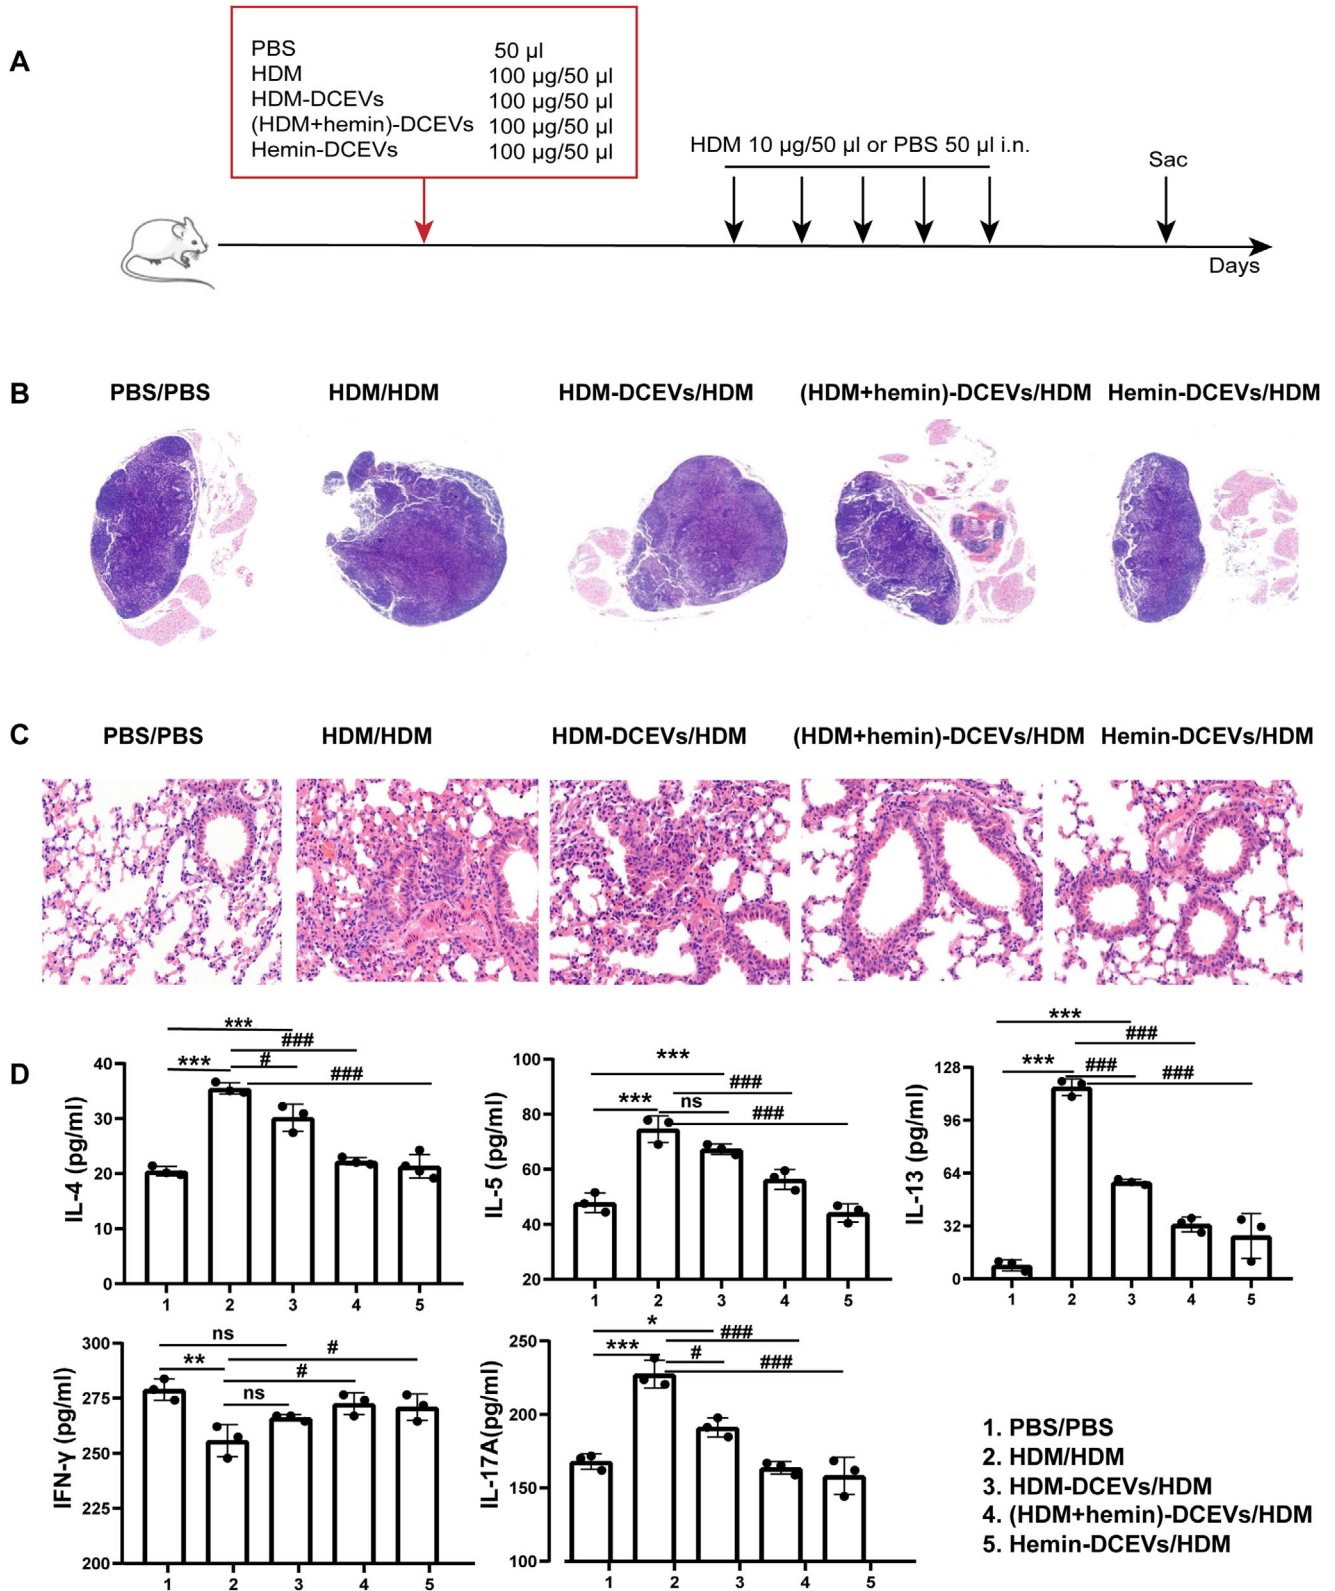 A
PBS 50 µl
HDM 100 µg/50 µl
HDM-DCEVs 100 µg/50 µl
(HDM+hemin)-DCEVs 100 µg/50 µl
Hemin-DCEVs 100 µg/50 µl
HDM 10 µg/50 µl or PBS 50 µl i.n.
Sac
Days
B
PBS/PBS HDM/HDM HDM-DCEVs/HDM (HDM+hemin)-DCEVs/HDM Hemin-DCEVs/HDM
C
PBS/PBS HDM/HDM HDM-DCEVs/HDM (HDM+hemin)-DCEVs/HDM Hemin-DCEVs/HDM
D
IL-4 (pg/ml)
40
30
20
10
0
***
###
*** #
###
1 2 3 4 5
IL-5 (pg/ml)
100
80
60
40
20
***
###
*** ns
###
1 2 3 4 5
IL-13 (pg/ml)
128
96
64
32
0
***
###
*** ###
###
1 2 3 4 5
IFN-γ (pg/ml)
300
275
250
225
200
ns
#
** #
ns
1 2 3 4 5
IL-17A(pg/ml)
250
200
150
100
*
###
*** #
###
1 2 3 4 5
1. PBS/PBS
2. HDM/HDM
3. HDM-DCEVs/HDM
4. (HDM+hemin)-DCEVs/HDM
5. Hemin-DCEVs/HDM